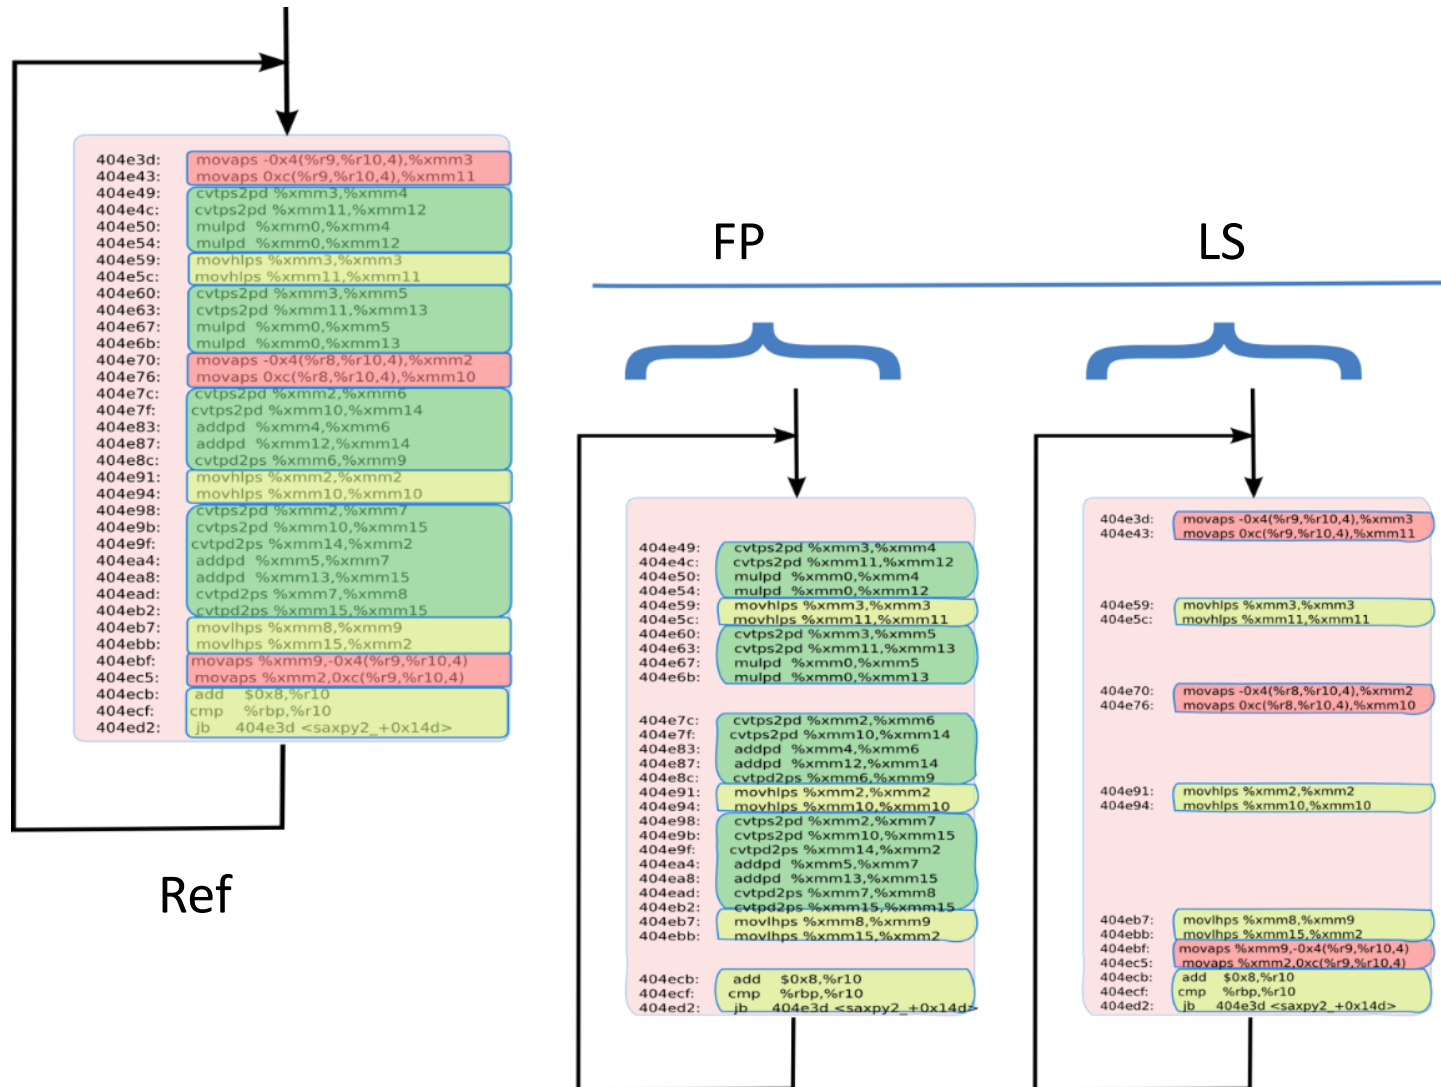 404e3d: movaps -0x4(%r9,%r10,4),%xmm3
404e43: movaps 0xc(%r9,%r10,4),%xmm11
404e49: cvtps2pd %xmm3,%xmm4
404e4c: cvtps2pd %xmm11,%xmm12
404e50: mulpd %xmm0,%xmm4
404e54: mulpd %xmm0,%xmm12
404e59: movhlps %xmm3,%xmm3
404e5c: movhlps %xmm11,%xmm11
404e60: cvtps2pd %xmm3,%xmm5
404e63: cvtps2pd %xmm11,%xmm13
404e67: mulpd %xmm0,%xmm5
404e6b: mulpd %xmm0,%xmm13
404e70: movaps -0x4(%r8,%r10,4),%xmm2
404e76: movaps 0xc(%r8,%r10,4),%xmm10
404e7c: cvtps2pd %xmm2,%xmm6
404e7f: cvtps2pd %xmm10,%xmm14
404e83: addpd %xmm4,%xmm6
404e87: addpd %xmm12,%xmm14
404e8c: cvtpd2ps %xmm6,%xmm9
404e91: movhlps %xmm2,%xmm2
404e94: movhlps %xmm10,%xmm10
404e98: cvtps2pd %xmm2,%xmm7
404e9b: cvtps2pd %xmm10,%xmm15
404e9f: cvtpd2ps %xmm14,%xmm2
404ea4: addpd %xmm5,%xmm7
404ea8: addpd %xmm13,%xmm15
404ead: cvtpd2ps %xmm7,%xmm8
404eb2: cvtpd2ps %xmm15,%xmm15
404eb7: movlhps %xmm8,%xmm9
404ebb: movlhps %xmm15,%xmm2
404ebf: movaps %xmm9,-0x4(%r9,%r10,4)
404ec5: movaps %xmm2,0xc(%r9,%r10,4)
404ecb: add $0x8,%r10
404ecf: cmp %rbp,%r10
404ed2: jb 404e3d <saxpy2_+0x14d>
Ref
FP
404e49: cvtps2pd %xmm3,%xmm4
404e4c: cvtps2pd %xmm11,%xmm12
404e50: mulpd %xmm0,%xmm4
404e54: mulpd %xmm0,%xmm12
404e59: movhlps %xmm3,%xmm3
404e5c: movhlps %xmm11,%xmm11
404e60: cvtps2pd %xmm3,%xmm5
404e63: cvtps2pd %xmm11,%xmm13
404e67: mulpd %xmm0,%xmm5
404e6b: mulpd %xmm0,%xmm13
404e7c: cvtps2pd %xmm2,%xmm6
404e7f: cvtps2pd %xmm10,%xmm14
404e83: addpd %xmm4,%xmm6
404e87: addpd %xmm12,%xmm14
404e8c: cvtpd2ps %xmm6,%xmm9
404e91: movhlps %xmm2,%xmm2
404e94: movhlps %xmm10,%xmm10
404e98: cvtps2pd %xmm2,%xmm7
404e9b: cvtps2pd %xmm10,%xmm15
404e9f: cvtpd2ps %xmm14,%xmm2
404ea4: addpd %xmm5,%xmm7
404ea8: addpd %xmm13,%xmm15
404ead: cvtpd2ps %xmm7,%xmm8
404eb2: cvtpd2ps %xmm15,%xmm15
404eb7: movlhps %xmm8,%xmm9
404ebb: movlhps %xmm15,%xmm2
404ecb: add $0x8,%r10
404ecf: cmp %rbp,%r10
404ed2: jb 404e3d <saxpy2_+0x14d>
LS
404e3d: movaps -0x4(%r9,%r10,4),%xmm3
404e43: movaps 0xc(%r9,%r10,4),%xmm11
404e59: movhlps %xmm3,%xmm3
404e5c: movhlps %xmm11,%xmm11
404e70: movaps -0x4(%r8,%r10,4),%xmm2
404e76: movaps 0xc(%r8,%r10,4),%xmm10
404e91: movhlps %xmm2,%xmm2
404e94: movhlps %xmm10,%xmm10
404eb7: movlhps %xmm8,%xmm9
404ebb: movlhps %xmm15,%xmm2
404ebf: movaps %xmm9,-0x4(%r9,%r10,4)
404ec5: movaps %xmm2,0xc(%r9,%r10,4)
404ecb: add $0x8,%r10
404ecf: cmp %rbp,%r10
404ed2: jb 404e3d <saxpy2_+0x14d>